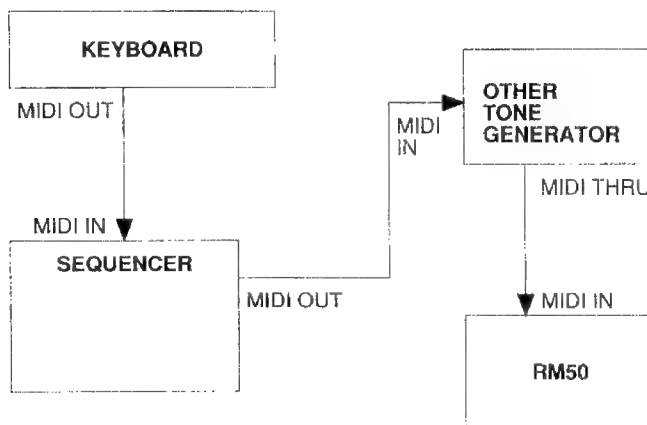 KEYBOARD
MIDI OUT
MIDI IN
SEQUENCER
MIDI OUT
MIDI
IN
OTHER
TONE
GENERATOR
MIDI THRU
MIDI IN
RM50